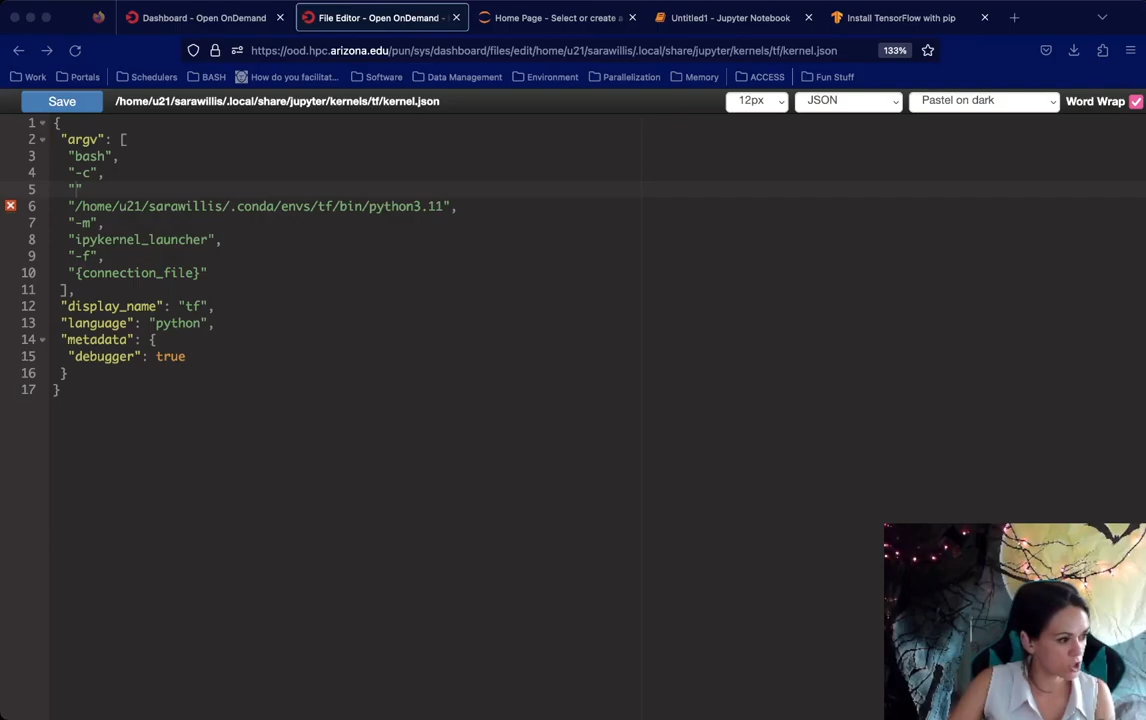 Dashboard - Open OnDemand
File Editor - Open OnDemand -
Home Page - Select or create a
Untitled1 - Jupyter Notebook
Install TensorFlow with pip
https://ood.hpc.arizona.edu/pun/sys/dashboard/files/edit/home/u21/sarawillis/.local/share/jupyter/kernels/tf/kernel.json
133%
Work Portals Schedulers BASH How do you facilitat... Software Data Management Environment Parallelization Memory ACCESS Fun Stuff
Save /home/u21/sarawillis/.local/share/jupyter/kernels/tf/kernel.json 12px JSON Pastel on dark Word Wrap
1 {
2 "argv": [
3 "bash",
4 "-c",
5 ""
6 "/home/u21/sarawillis/.conda/envs/tf/bin/python3.11",
7 "-m",
8 "ipykernel_launcher",
9 "-f",
10 "{connection_file}"
11 ],
12 "display_name": "tf",
13 "language": "python",
14 "metadata": {
15 "debugger": true
16 }
17 }